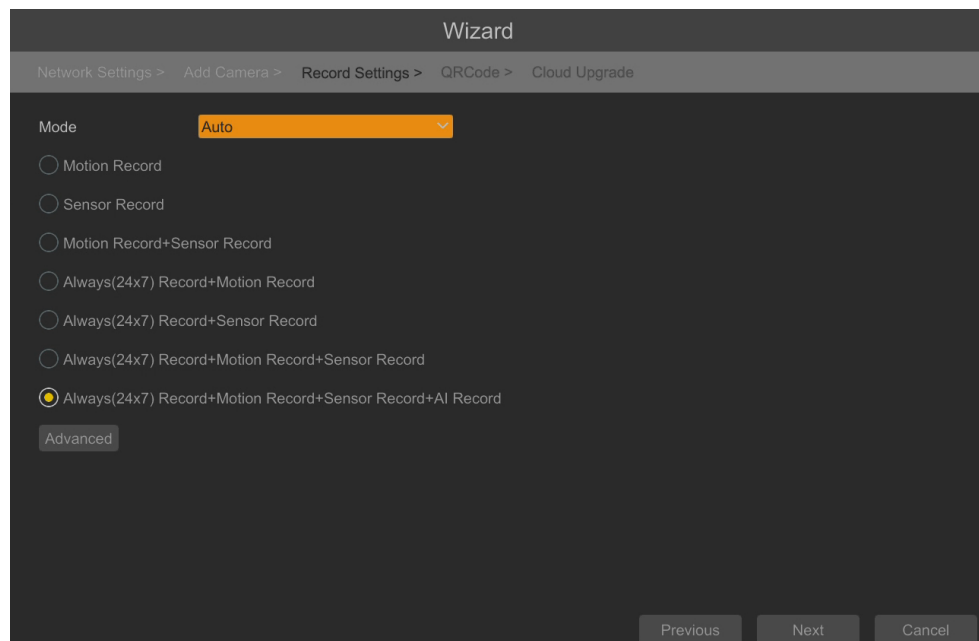 Wizard
Network Settings > Add Camera > Record Settings > QRCode > Cloud Upgrade
Mode Auto
Motion Record
Sensor Record
Motion Record+Sensor Record
Always(24x7) Record+Motion Record
Always(24x7) Record+Sensor Record
Always(24x7) Record+Motion Record+Sensor Record
Always(24x7) Record+Motion Record+Sensor Record+AI Record
Advanced
Previous Next Cancel